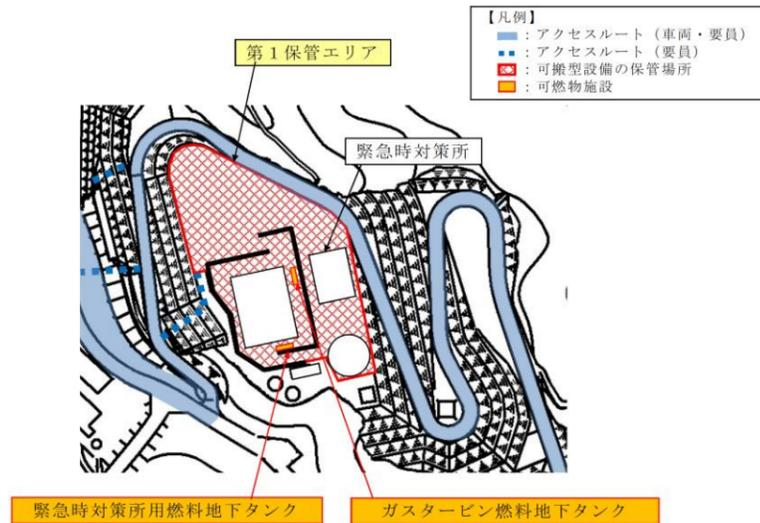 【凡例】
：アクセスルート（車両・要員）
：アクセスルート（要員）
：可搬型設備の保管場所
：可燃物施設
第１保管エリア
緊急時対策所
緊急時対策所用燃料地下タンク
ガスタービン燃料地下タンク